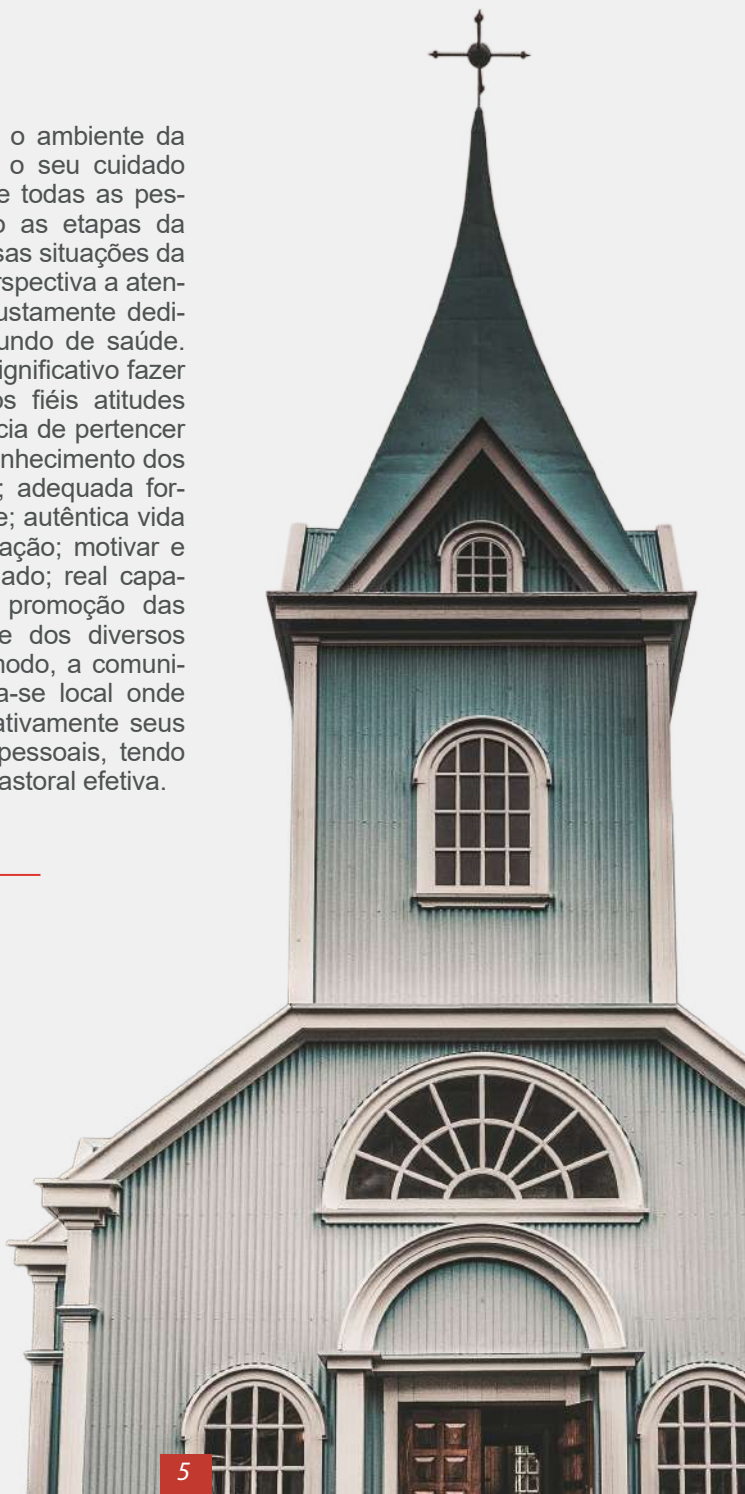 o ambiente da
o seu cuidado
e todas as pes-
o as etapas da
sas situações da
rspectiva a aten-
ustamente dedi-
undo de saúde.
ignificativo fazer
os fiéis atitudes
cia de pertencer
nhecimento dos
; adequada for-
e; autêntica vida
ação; motivar e
ado; real capa-
promoção das
e dos diversos
nodo, a comuni-
a-se local onde
ativamente seus
pessoais, tendo
astoral efetiva.
5